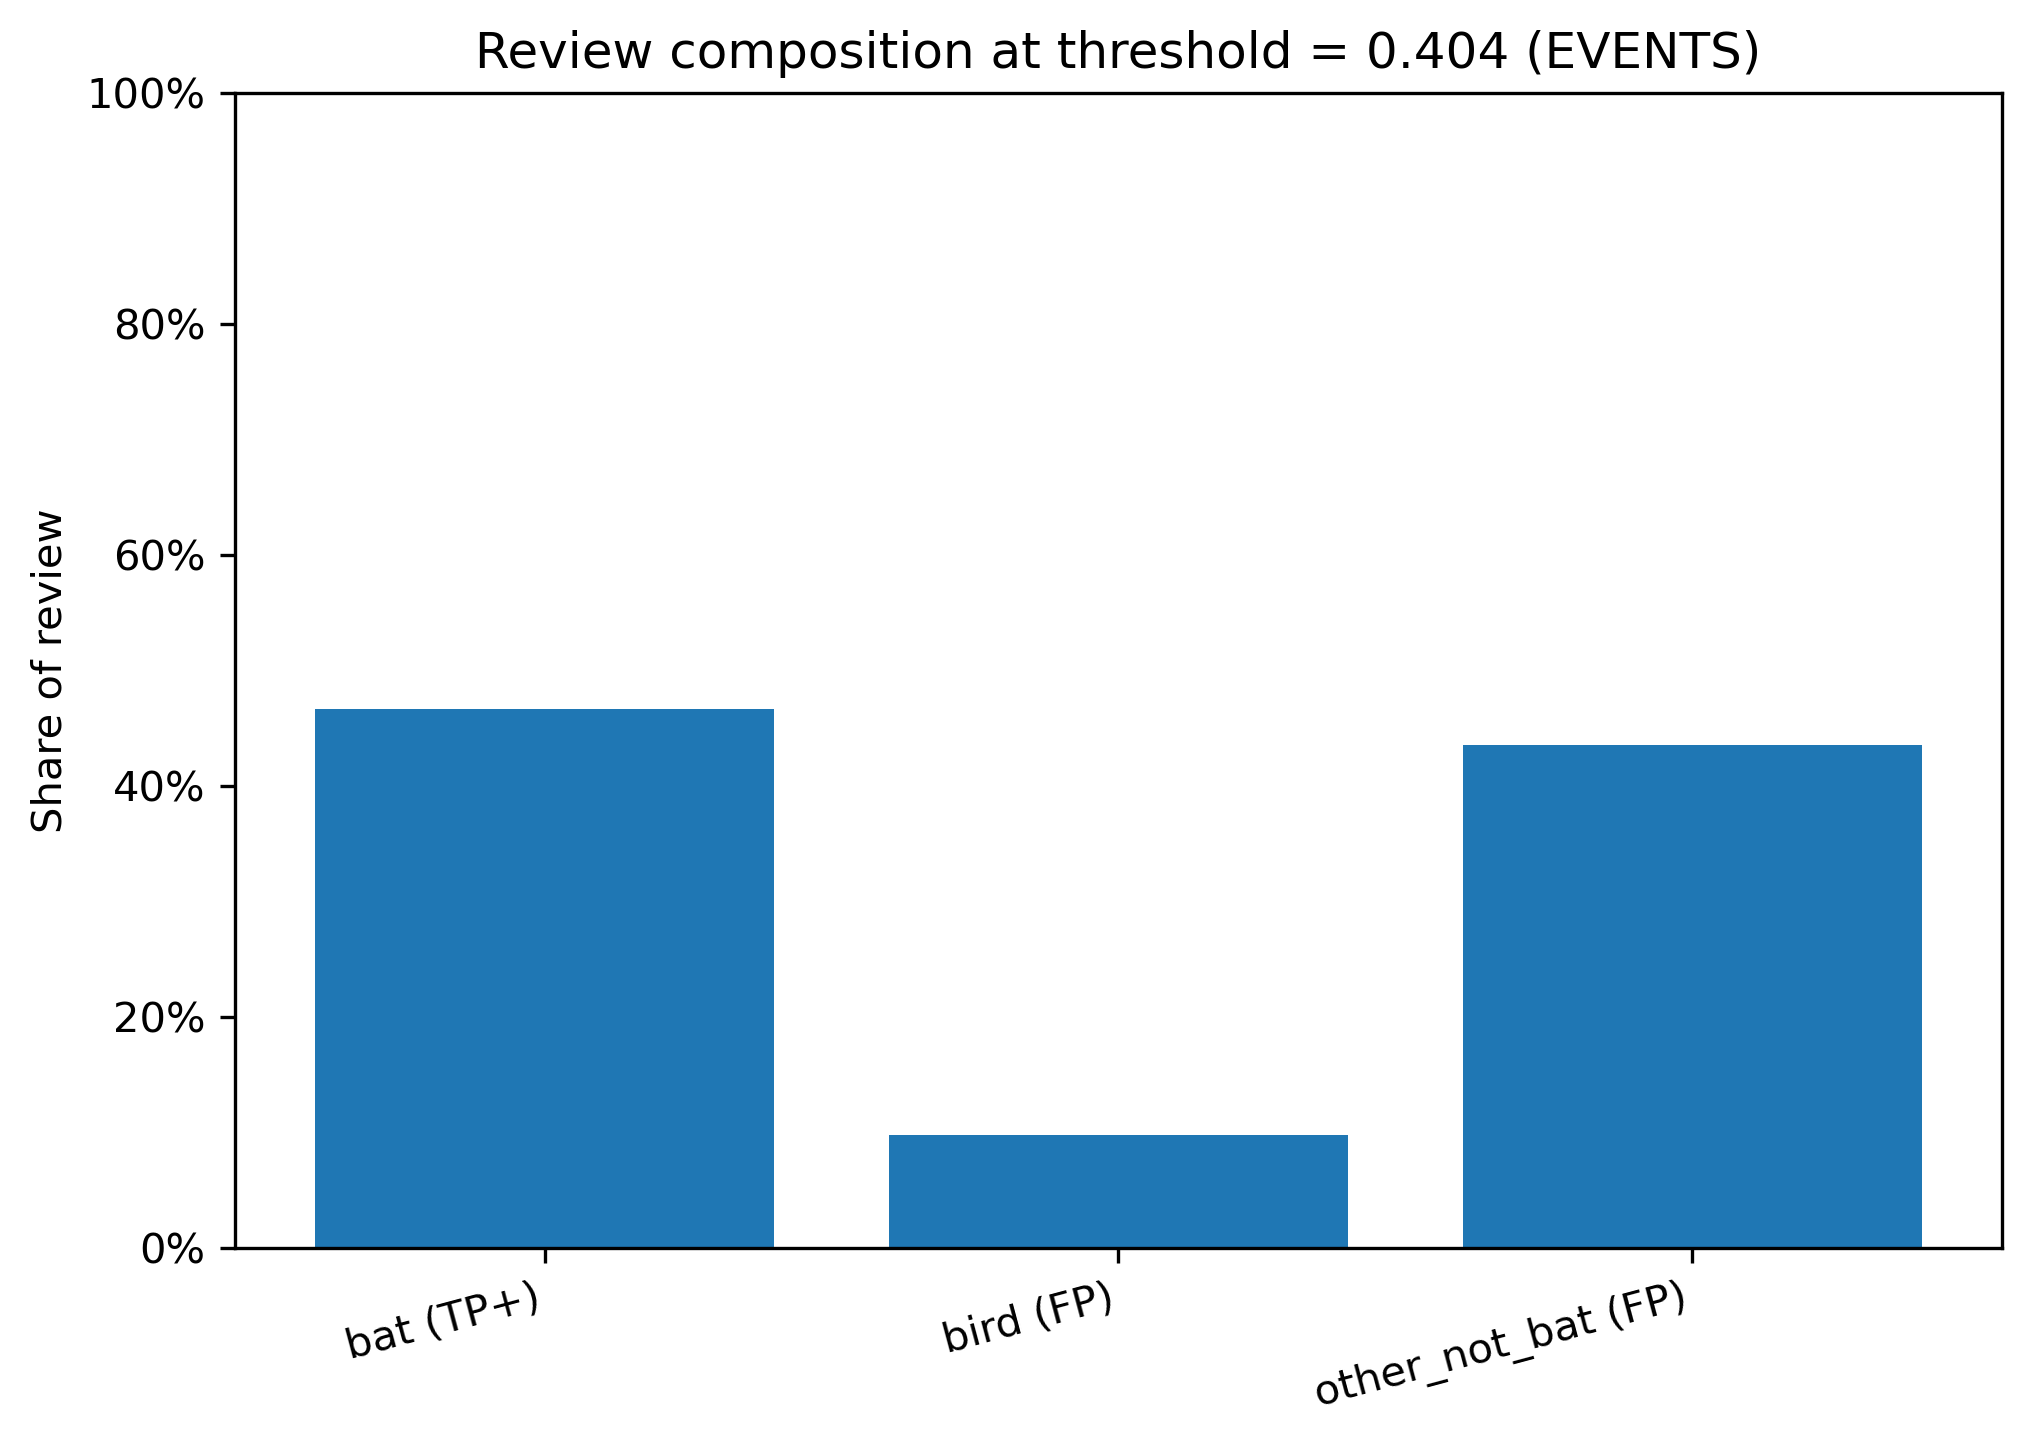 Review composition at threshold = 0.404 (EVENTS)
100%
80%
60%
40%
20%
0%
Share of review
bat (TP+)
bird (FP)
other_not_bat (FP)